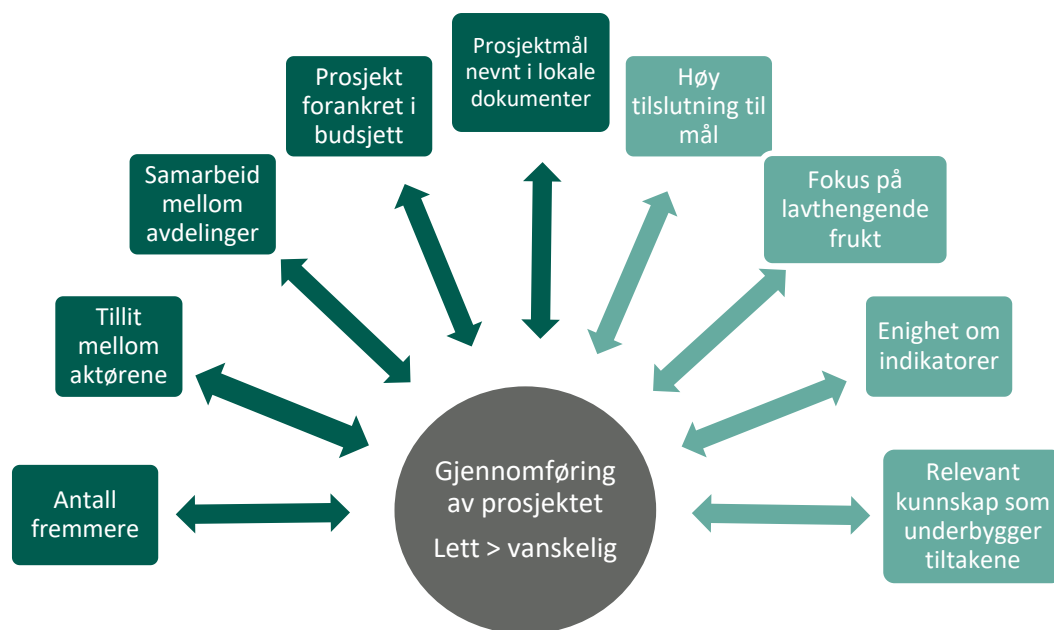 Prosjektmål
nevnt i lokale
dokumenter
Prosjekt
forankret i
budsjett
Høy
tilslutning til
mål
Samarbeid
mellom
avdelinger
Fokus på
lavthengende
frukt
Tillit
mellom
aktørene
Enighet om
indikatorer
Antall
fremmere
Gjennomføring
av prosjektet
Lett > vanskelig
Relevant
kunnskap som
underbygger
tiltakene